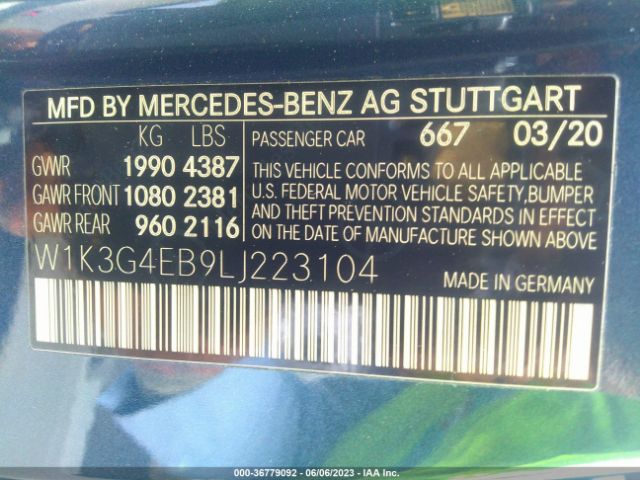 MFD BY MERCEDES-BENZ AG STUTTGART
KG LBS PASSENGER CAR 667 03/20
GVWR 1990 4387 THIS VEHICLE CONFORMS TO ALL APPLICABLE
GAWR FRONT 1080 2381 U.S. FEDERAL MOTOR VEHICLE SAFETY,BUMPER
AND THEFT PREVENTION STANDARDS IN EFFECT
GAWR REAR 960 2116 ON THE DATE OF MANUFACTURE SHOWN ABOVE.
W1K3G4EB9LJ223104 MADE IN GERMANY
000-36779092 - 06/06/2023 - IAA Inc.